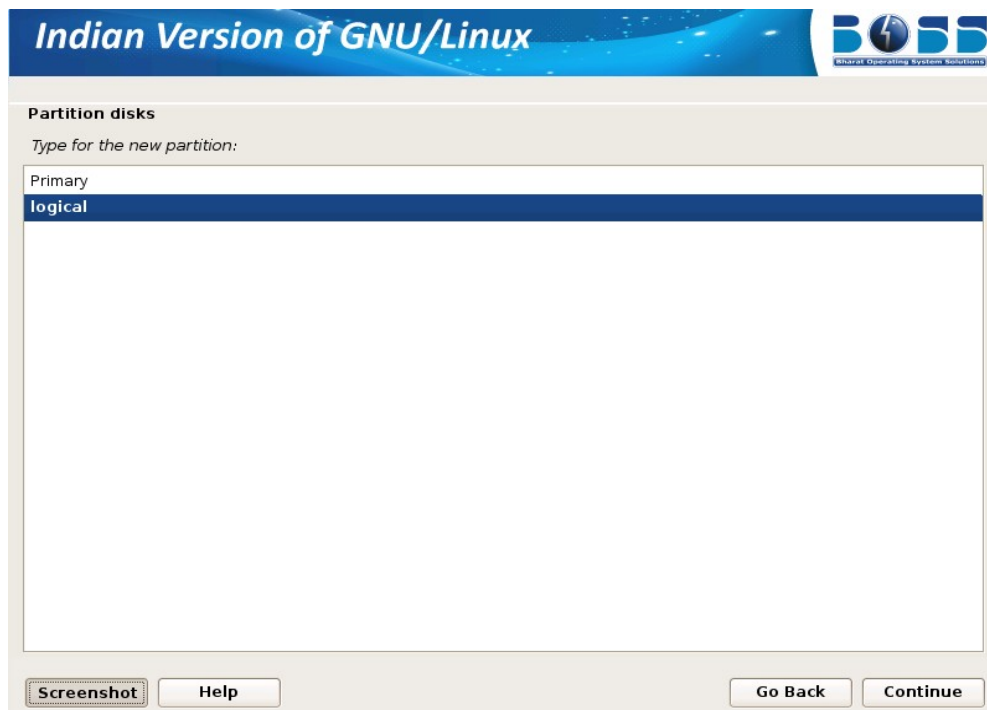 Indian Version of GNU/Linux
BOSS
Bharat Operating System Solutions
Partition disks
Type for the new partition:
Primary
logical
Screenshot Help Go Back Continue